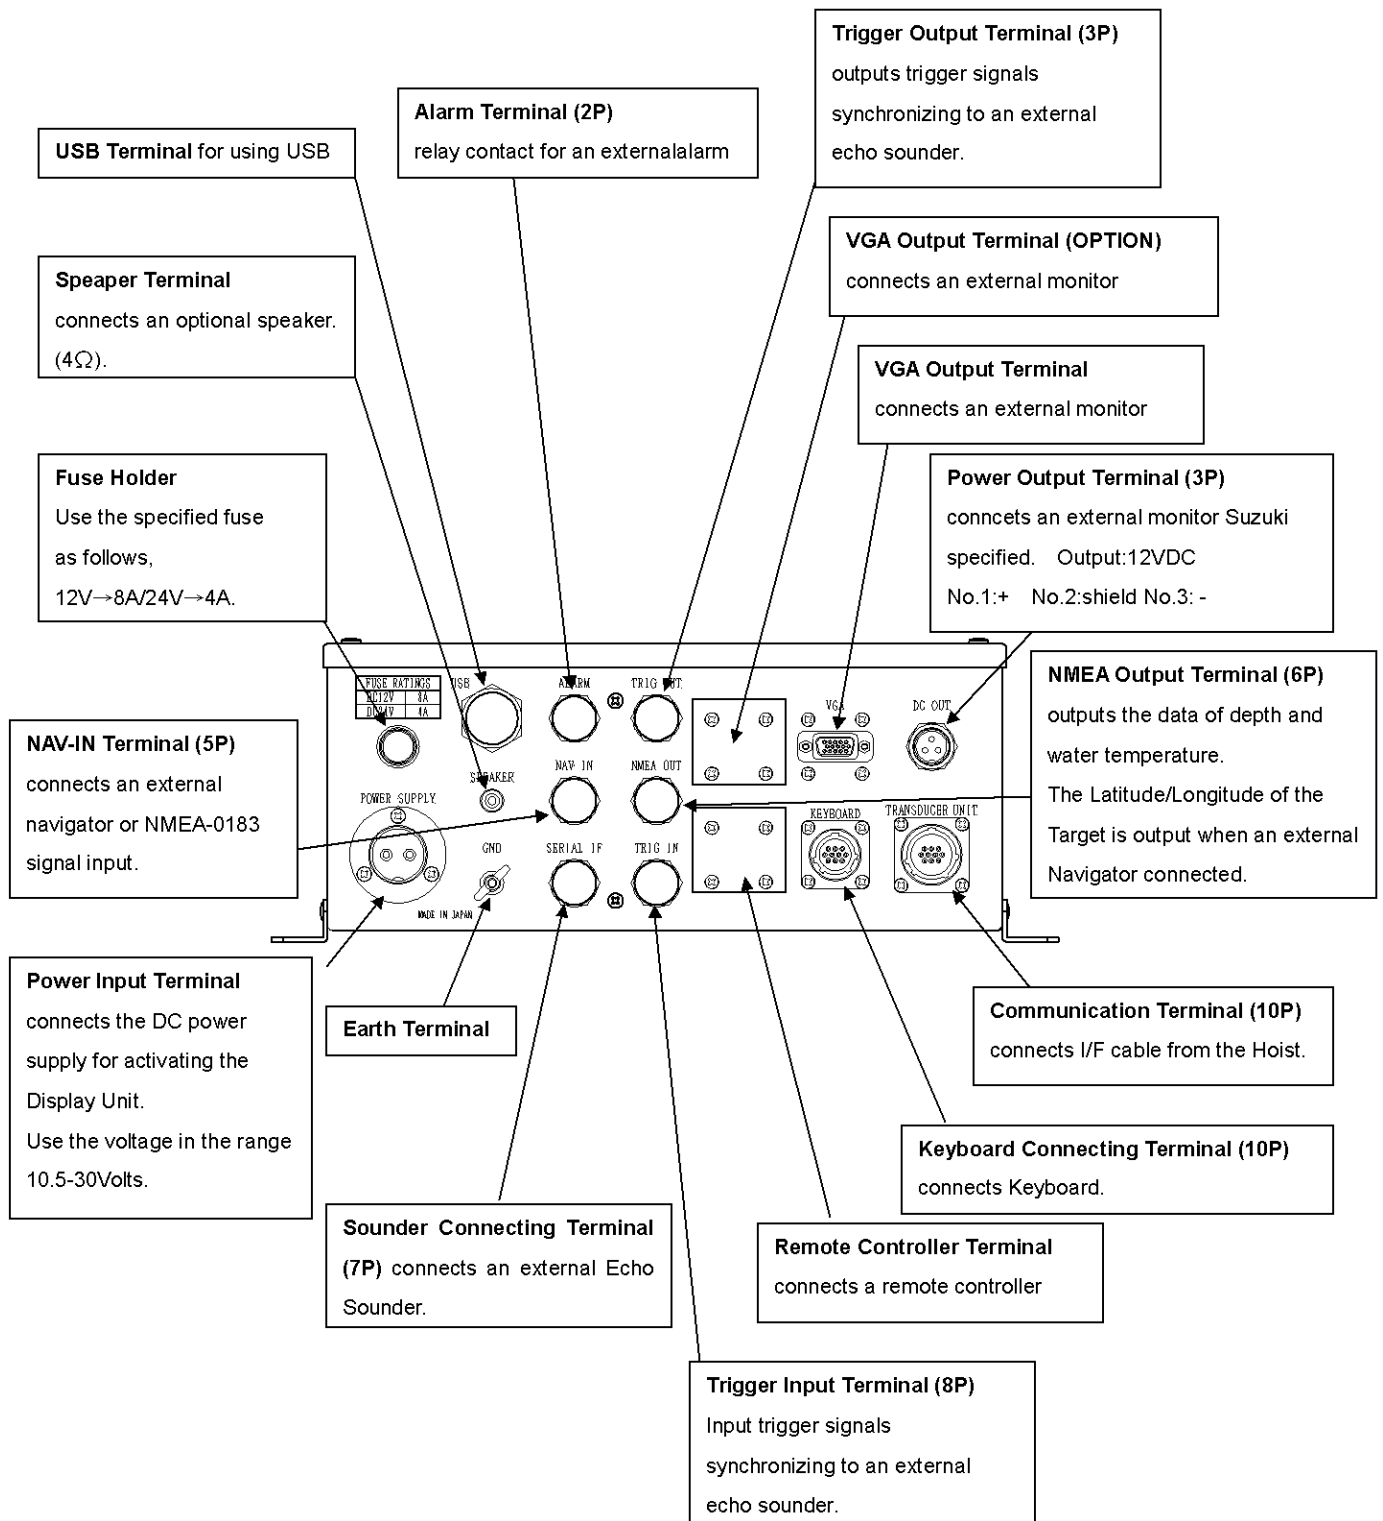 Trigger Output Terminal (3P)
outputs trigger signals
synchronizing to an external
echo sounder.
Alarm Terminal (2P)
relay contact for an externalalarm
USB Terminal for using USB
VGA Output Terminal (OPTION)
connects an external monitor
Speaper Terminal
connects an optional speaker.
(4Ω).
VGA Output Terminal
connects an external monitor
Fuse Holder
Use the specified fuse
as follows,
12V→8A/24V→4A.
Power Output Terminal (3P)
conncets an external monitor Suzuki
specified. Output:12VDC
No.1:+ No.2:shield No.3: -
NMEA Output Terminal (6P)
outputs the data of depth and
water temperature.
The Latitude/Longitude of the
Target is output when an external
Navigator connected.
NAV-IN Terminal (5P)
connects an external
navigator or NMEA-0183
signal input.
FUSE RATINGS
DC12V 8A
DC24V 4A
USB
ALARM
TRIG OUT
VGA
DC OUT
SPEAKER
NAV IN
NMEA OUT
POWER SUPPLY
KEYBOARD
TRANSDUCER UNIT
GND
SERIAL IF
TRIG IN
MADE IN JAPAN
Power Input Terminal
connects the DC power
supply for activating the
Display Unit.
Use the voltage in the range
10.5-30Volts.
Earth Terminal
Communication Terminal (10P)
connects I/F cable from the Hoist.
Keyboard Connecting Terminal (10P)
connects Keyboard.
Sounder Connecting Terminal
(7P) connects an external Echo
Sounder.
Remote Controller Terminal
connects a remote controller
Trigger Input Terminal (8P)
Input trigger signals
synchronizing to an external
echo sounder.